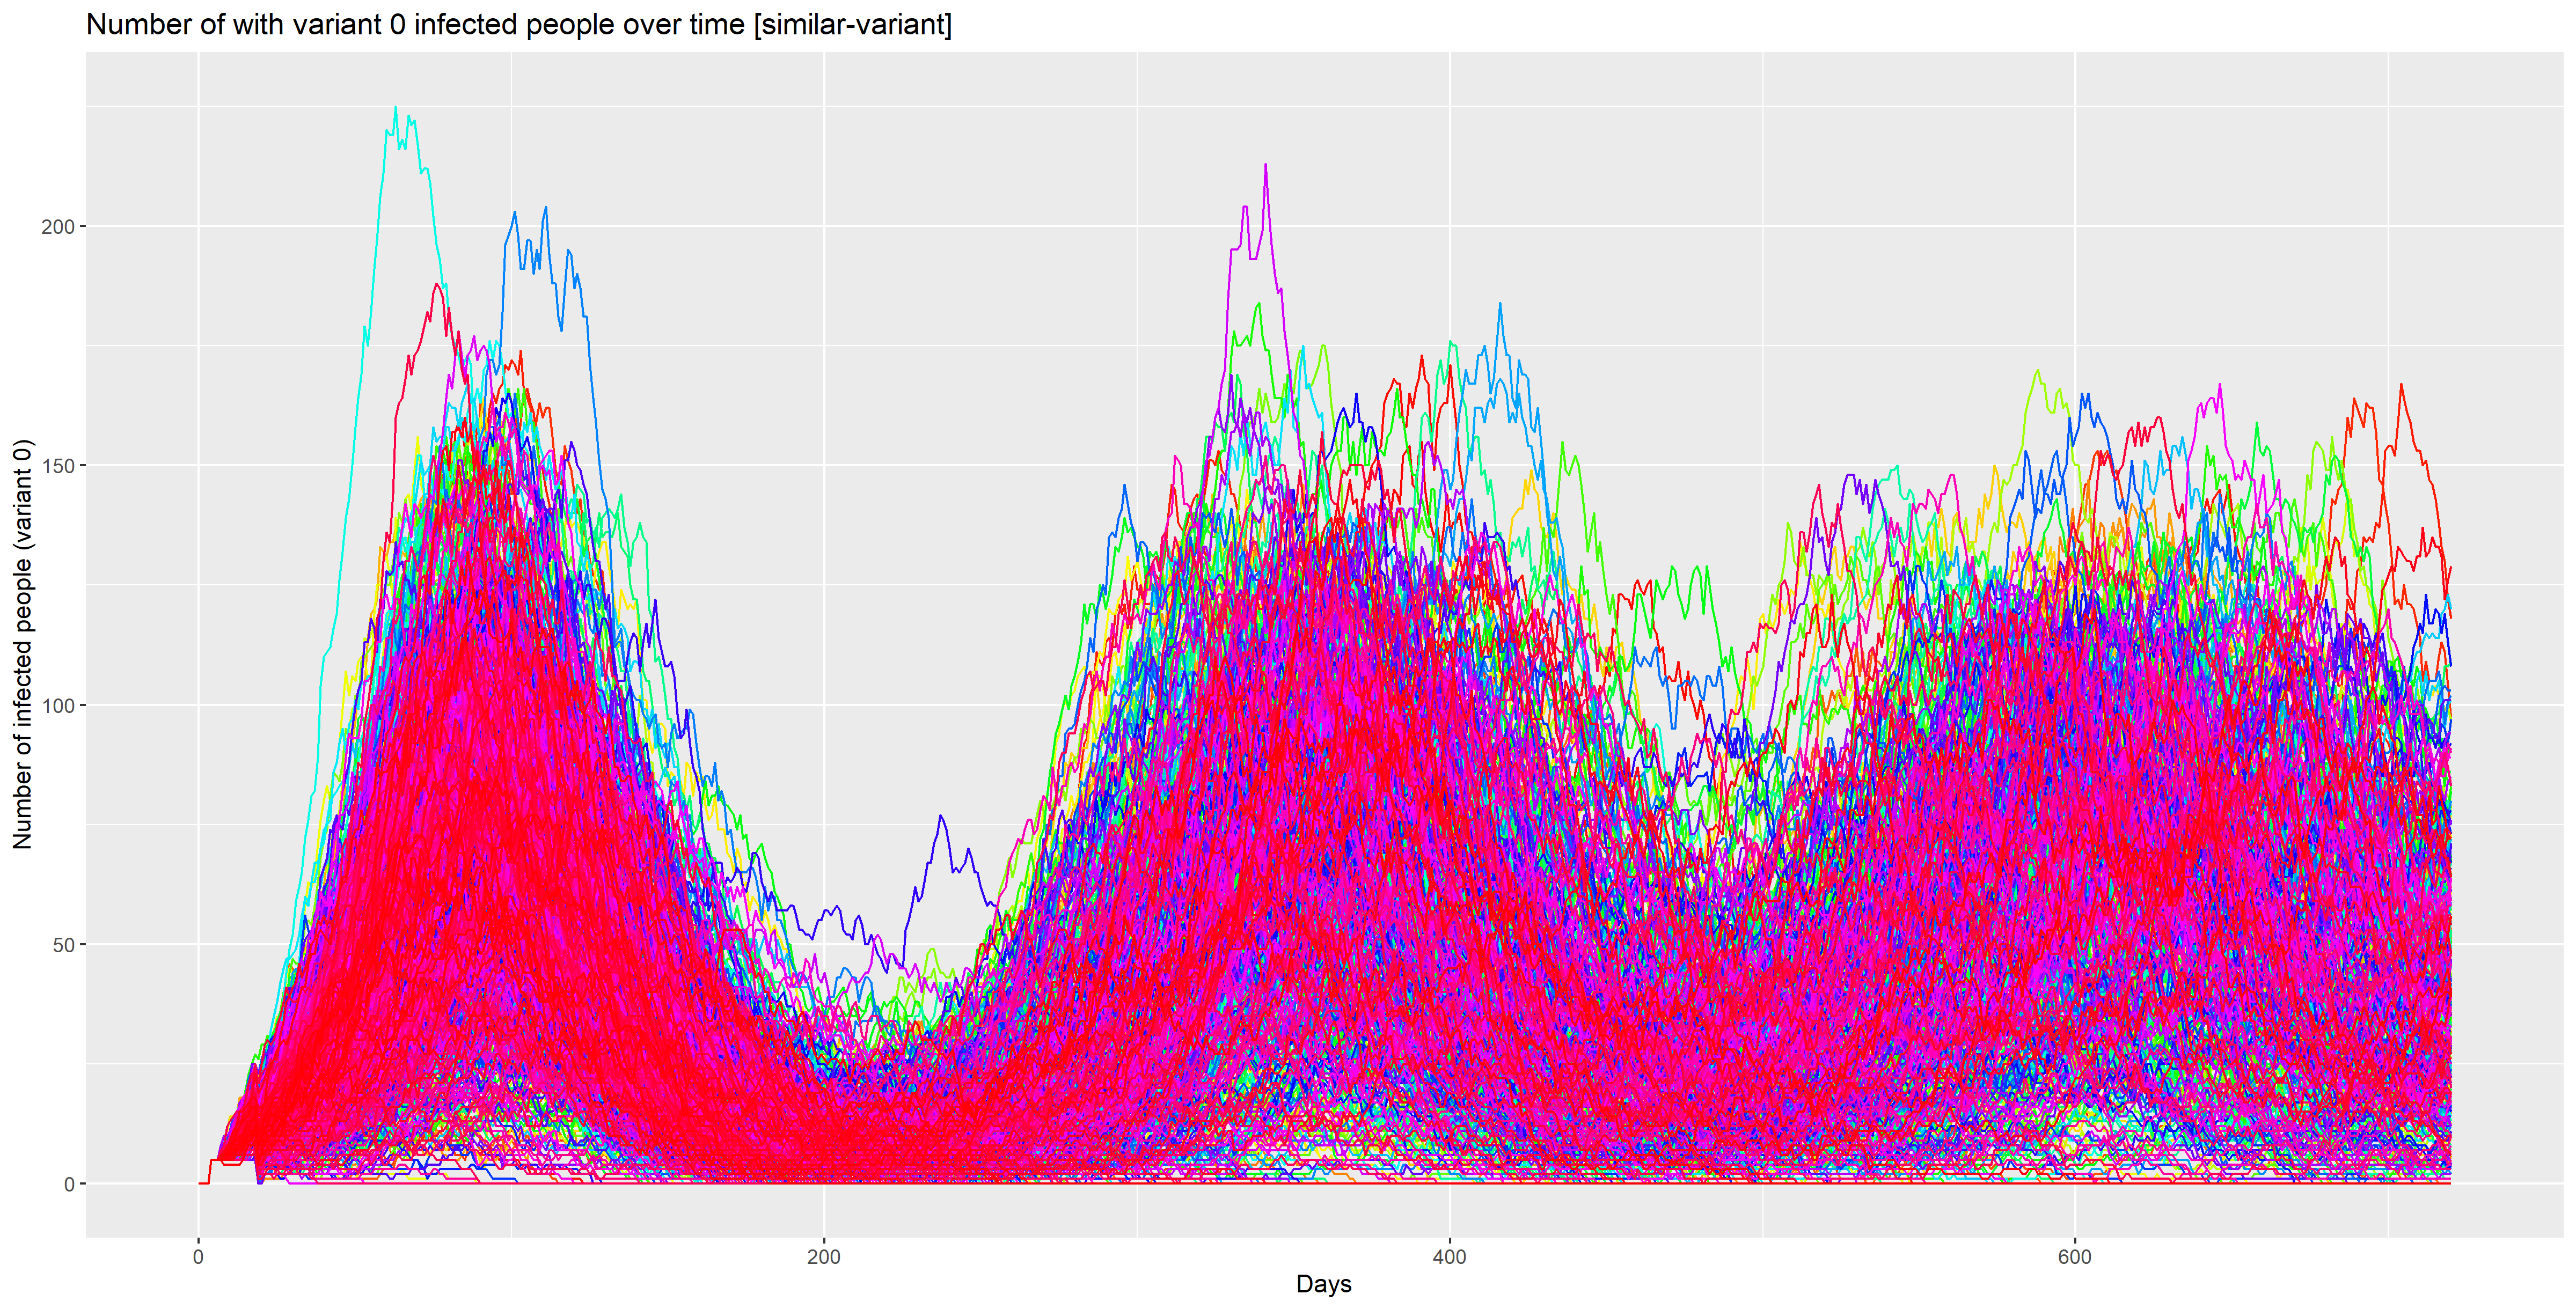 Number of with variant 0 infected people over time [similar-variant]
Number of infected people (variant 0)
200
150
100
50
0
0 200 400 600
Days